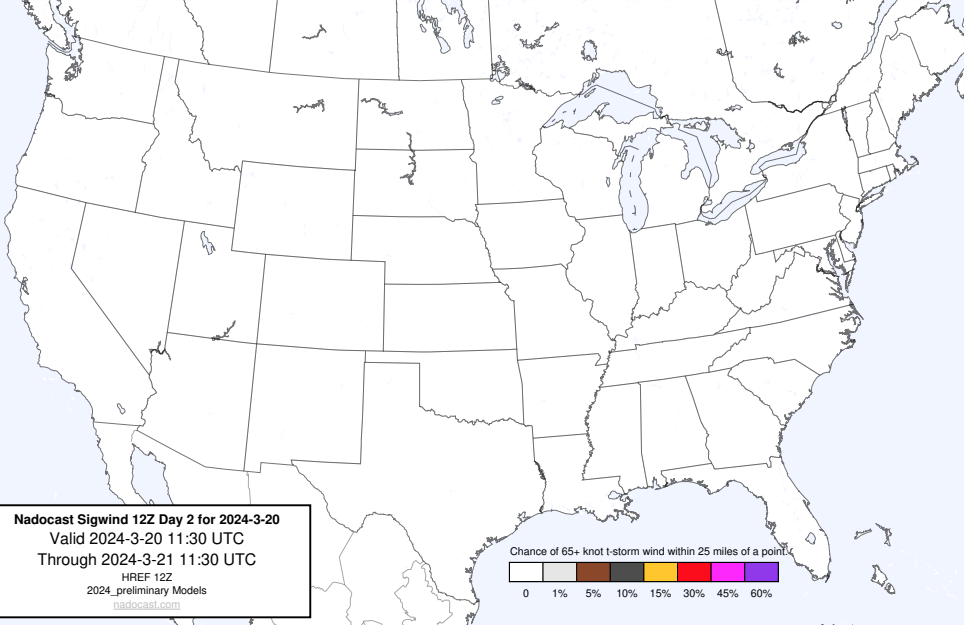 Nadocast Sigwind 12Z Day 2 for 2024-3-20
Valid 2024-3-20 11:30 UTC
Through 2024-3-21 11:30 UTC
HREF 12Z
2024_preliminary Models
nadocast.com
Chance of 65+ knot t-storm wind within 25 miles of a point.
0 1% 5% 10% 15% 30% 45% 60%